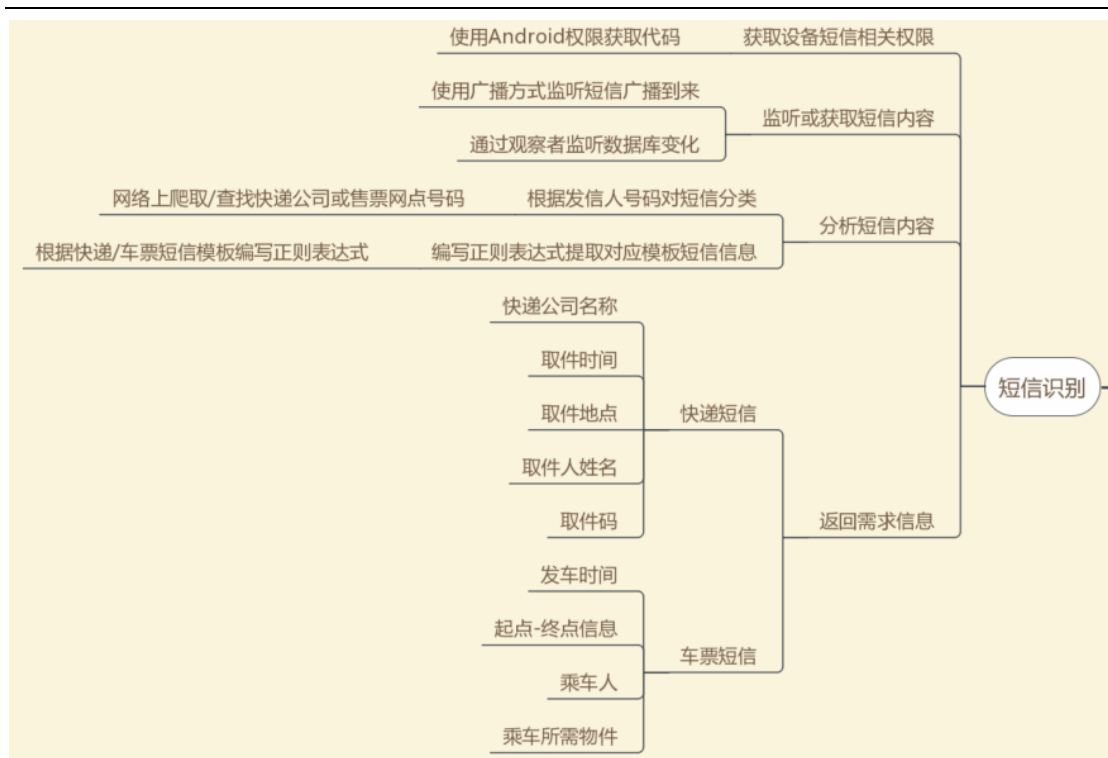 使用Android权限获取代码
获取设备短信相关权限
使用广播方式监听短信广播到来
监听或获取短信内容
通过观察者监听数据库变化
网络上爬取/查找快递公司或售票网点号码
根据发信人号码对短信分类
分析短信内容
根据快递/车票短信模板编写正则表达式
编写正则表达式提取对应模板短信信息
快递公司名称
取件时间
短信识别
取件地点
快递短信
取件人姓名
取件码
返回需求信息
发车时间
起点-终点信息
车票短信
乘车人
乘车所需物件